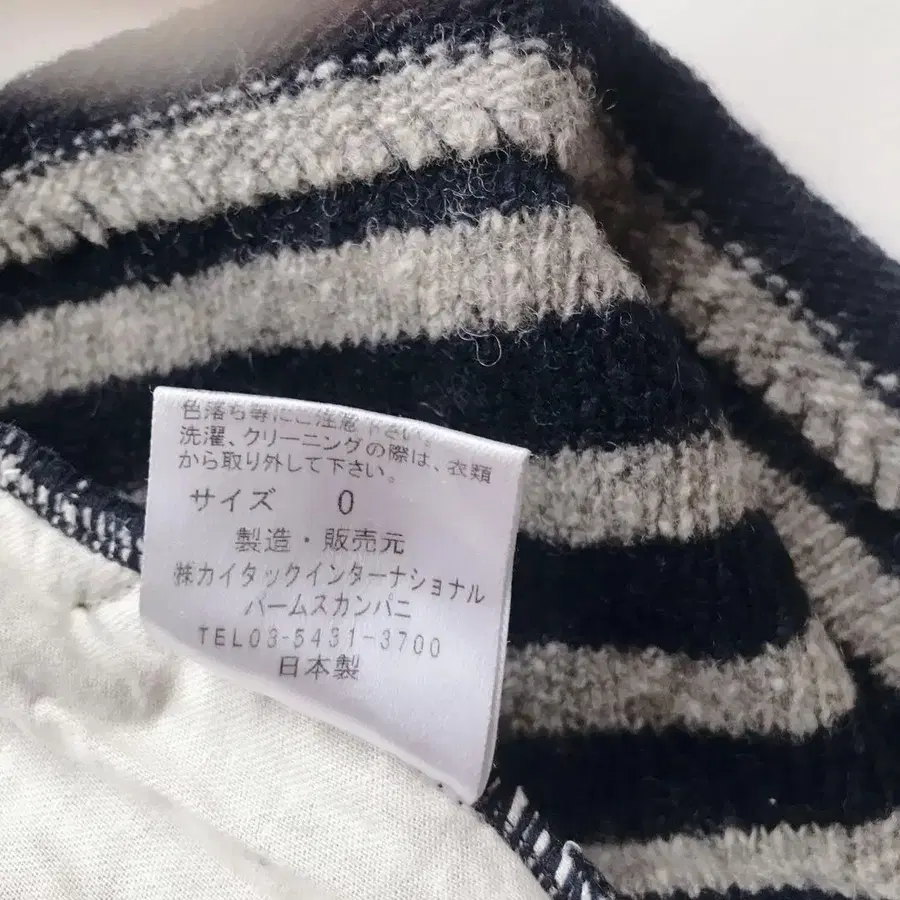 色落ち等にご注意下さい。
洗濯、クリーニングの際は、衣類
から取り外して下さい。
サイズ 0
製造・販売元
㈱カイタックインターナショナル
バームスカンパニ
TEL03-5431-3700
日本製